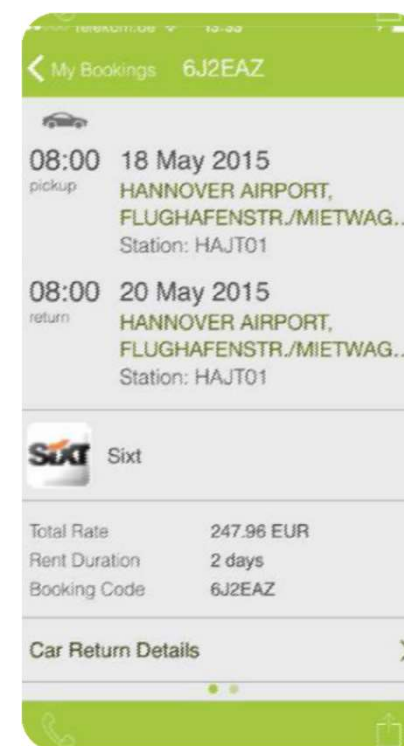 My Bookings 6J2EAZ
08:00 18 May 2015
pickup HANNOVER AIRPORT,
FLUGHAFENSTR./MIETWAG..
Station: HAJT01
08:00 20 May 2015
return HANNOVER AIRPORT,
FLUGHAFENSTR./MIETWAG..
Station: HAJT01
SIXT Sixt
Total Rate 247.96 EUR
Rent Duration 2 days
Booking Code 6J2EAZ
Car Return Details